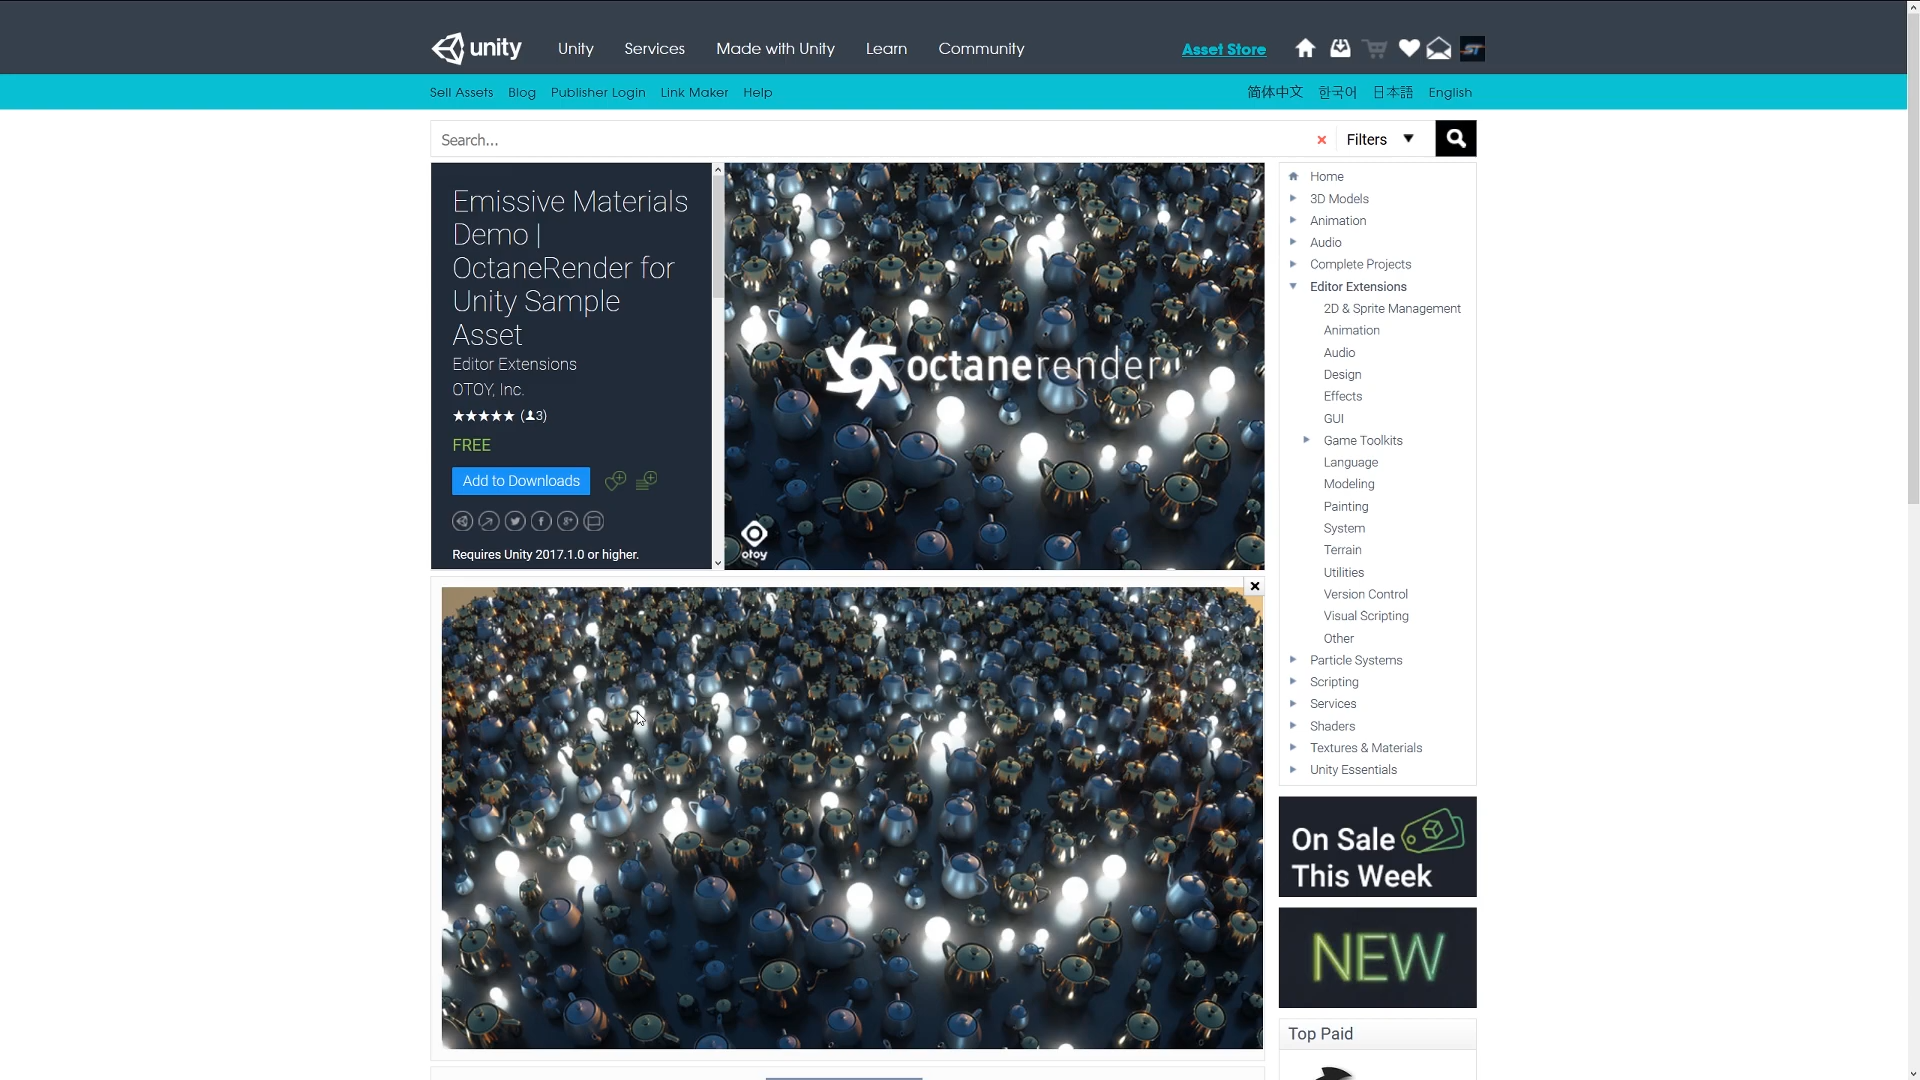 unity
Unity Services Made with Unity Learn Community
Asset Store
ST
Sell Assets Blog Publisher Login Link Maker Help
简体中文 한국어 日本語 English
Search...
Filters
Emissive Materials
Demo |
OctaneRender for
Unity Sample
Asset
Editor Extensions
OTOY, Inc.
(3)
FREE
Add to Downloads
Requires Unity 2017.1.0 or higher.
octanerender
otoy
Home
3D Models
Animation
Audio
Complete Projects
Editor Extensions
2D & Sprite Management
Animation
Audio
Design
Effects
GUI
Game Toolkits
Language
Modeling
Painting
System
Terrain
Utilities
Version Control
Visual Scripting
Other
Particle Systems
Scripting
Services
Shaders
Textures & Materials
Unity Essentials
On Sale
This Week
NEW
Top Paid